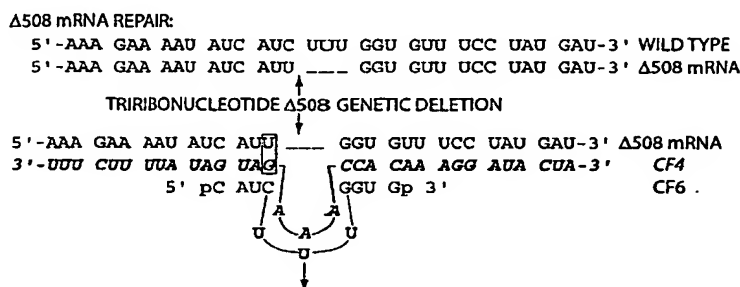 Δ508 mRNA REPAIR:
5'-AAA GAA AAU AUC AUC UUU GGU GUU UCC UAU GAU-3' WILD TYPE
5'-AAA GAA AAU AUC AUU ___ GGU GUU UCC UAU GAU-3' Δ508 mRNA
TRIRIBONUCLEOTIDE Δ508 GENETIC DELETION
5'-AAA GAA AAU AUC AUU ___ GGU GUU UCC UAU GAU-3' Δ508 mRNA
3'-UUU CUU UUA UAG UAG CCA CAA AGG AUA CUA-3' CF4
5' pC AUC GGU Gp 3' CF6 .
A A
U A U
U